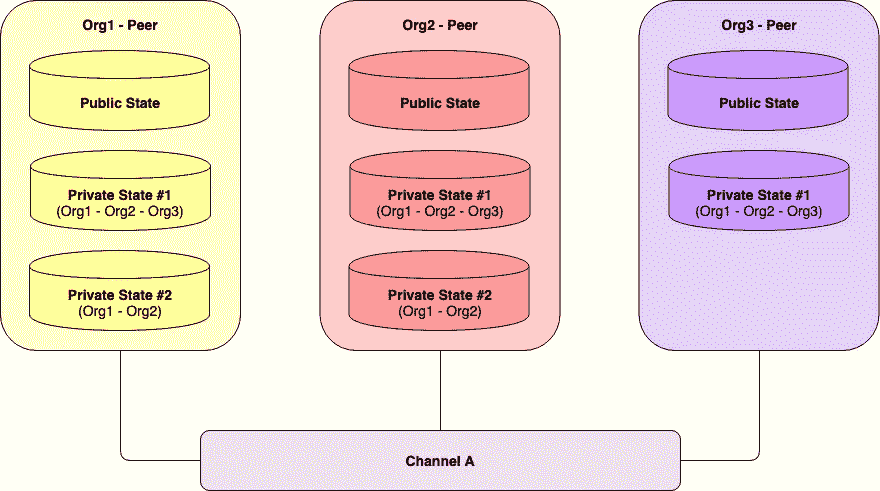 Org1 - Peer
Public State
Private State #1
(Org1 - Org2 - Org3)
Private State #2
(Org1 - Org2)
Org2 - Peer
Public State
Private State #1
(Org1 - Org2 - Org3)
Private State #2
(Org1 - Org2)
Org3 - Peer
Public State
Private State #1
(Org1 - Org2 - Org3)
Channel A